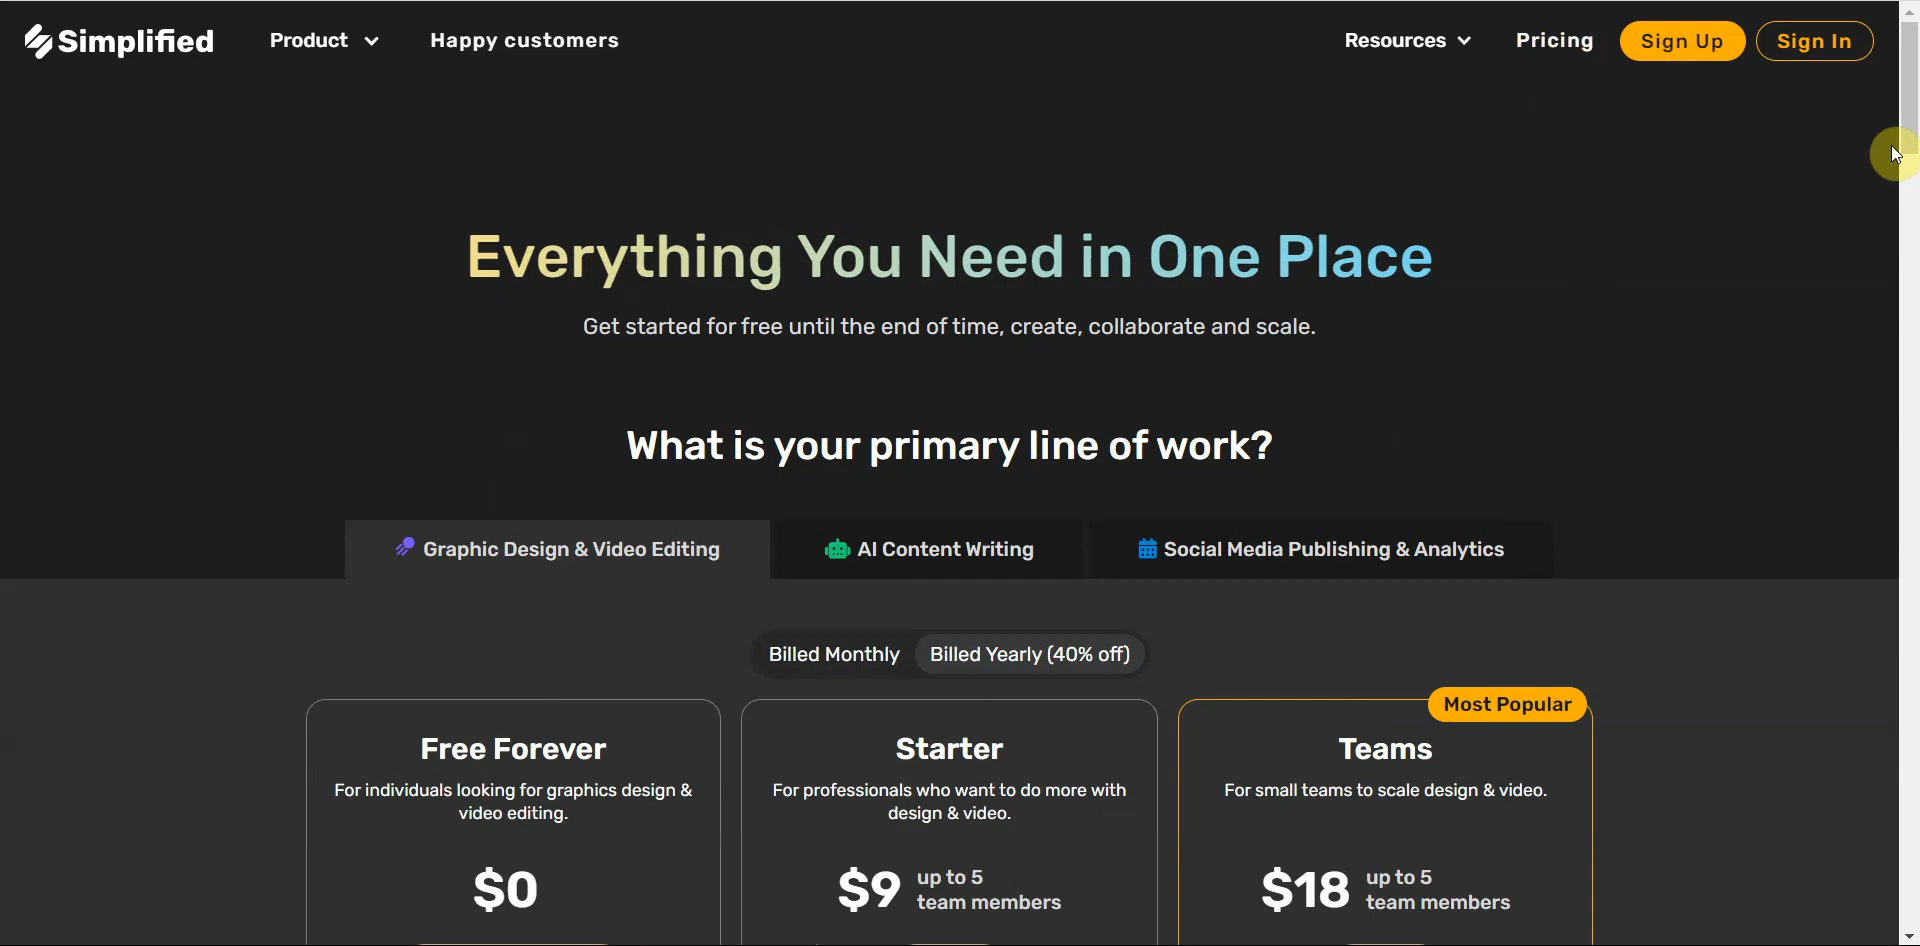 Simplified
Product
Happy customers
Resources
Pricing
Sign Up
Sign In
Everything You Need in One Place
Get started for free until the end of time, create, collaborate and scale.
What is your primary line of work?
Graphic Design & Video Editing
AI Content Writing
Social Media Publishing & Analytics
Billed Monthly
Billed Yearly (40% off)
Most Popular
Free Forever
For individuals looking for graphics design &
video editing.
$0
Starter
For professionals who want to do more with
design & video.
$9
up to 5
team members
Teams
For small teams to scale design & video.
$18
up to 5
team members